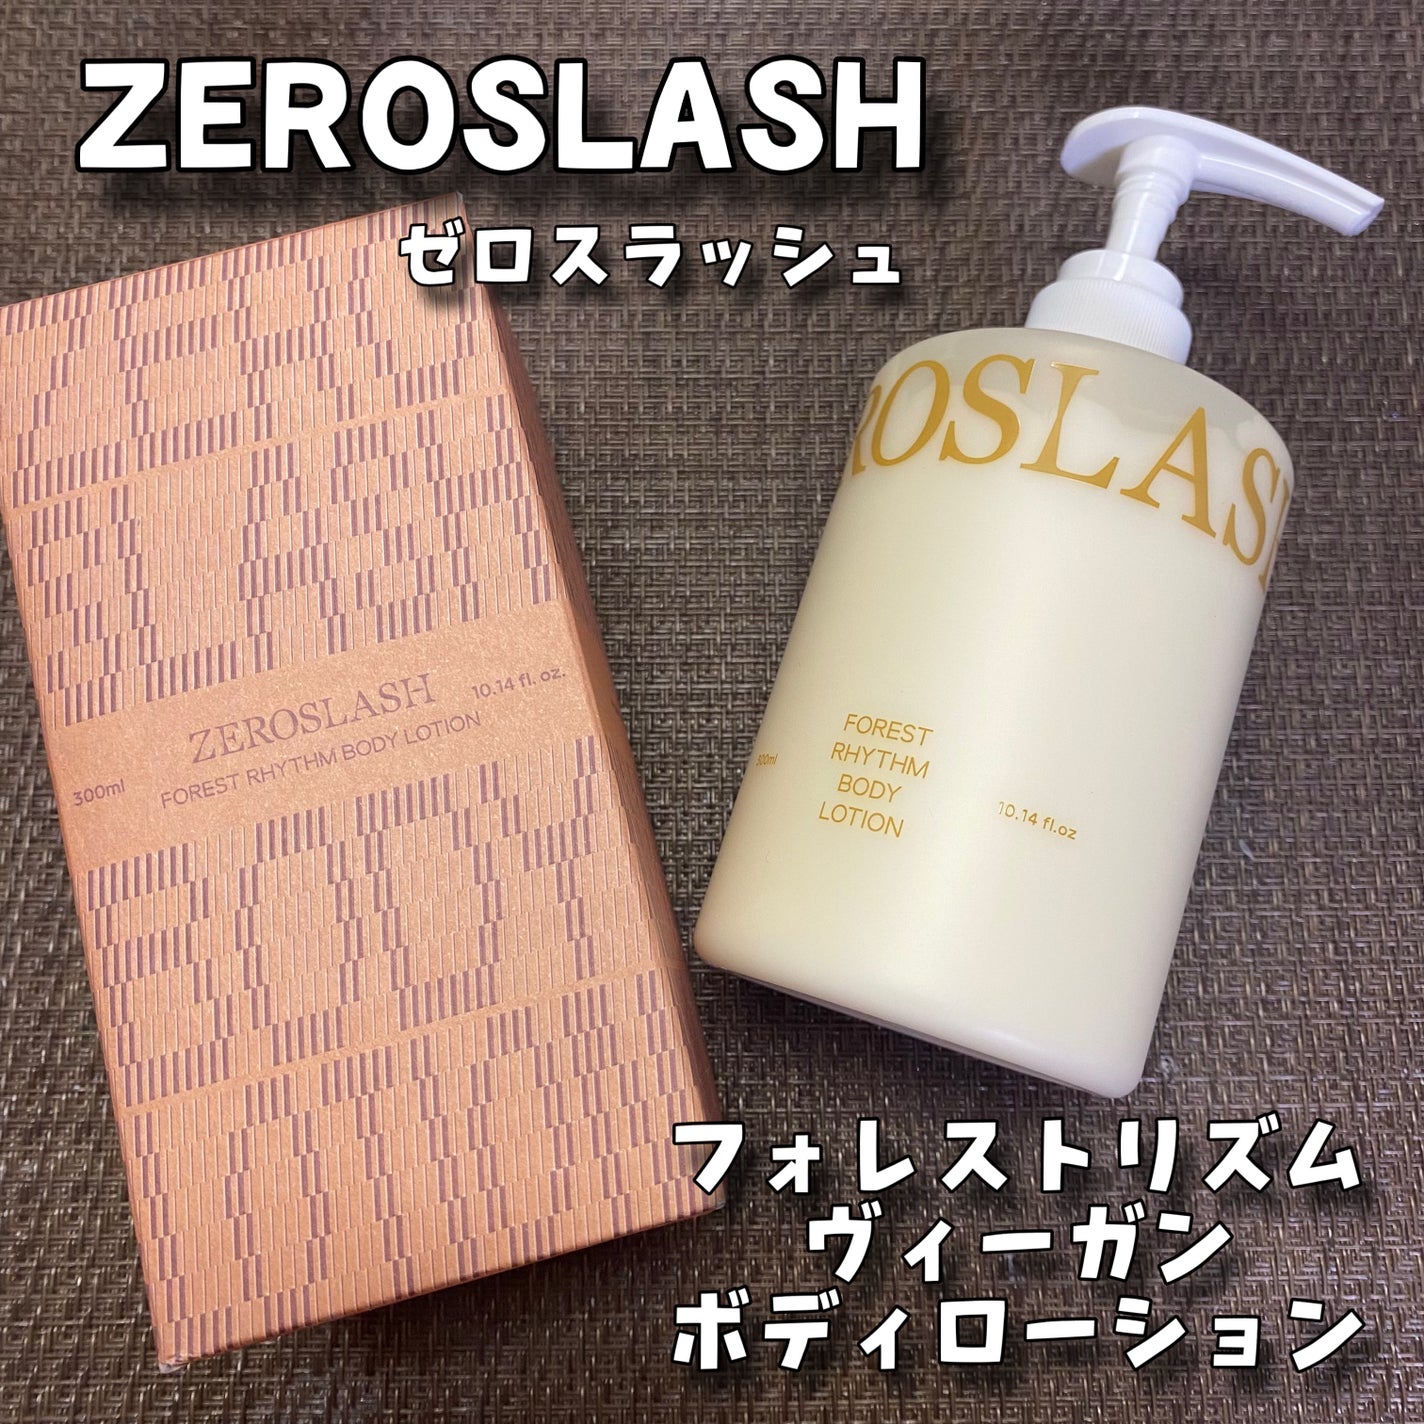 ZEROSLASH
ゼロスラッシュ
ZEROSLASH
10.14 fl. oz.
300ml
FOREST RHYTHM BODY LOTION
ROSLASH
FOREST
RHYTHM
BODY
LOTION
300ml
10.14 fl.oz
フォレストリズム
ヴィーガン
ボディローション